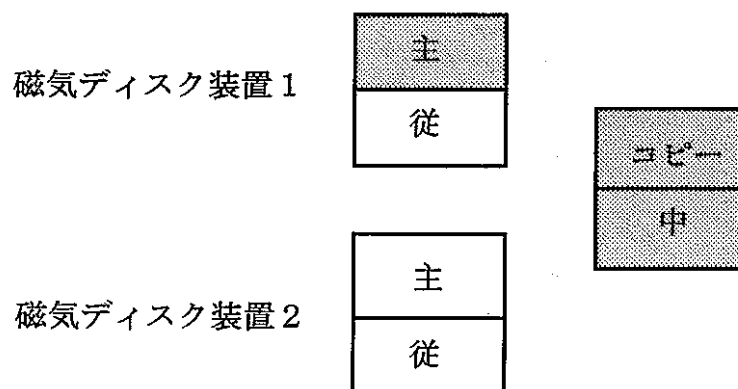 磁気ディスク装置1
主
従
コピー
中
磁気ディスク装置2
主
従